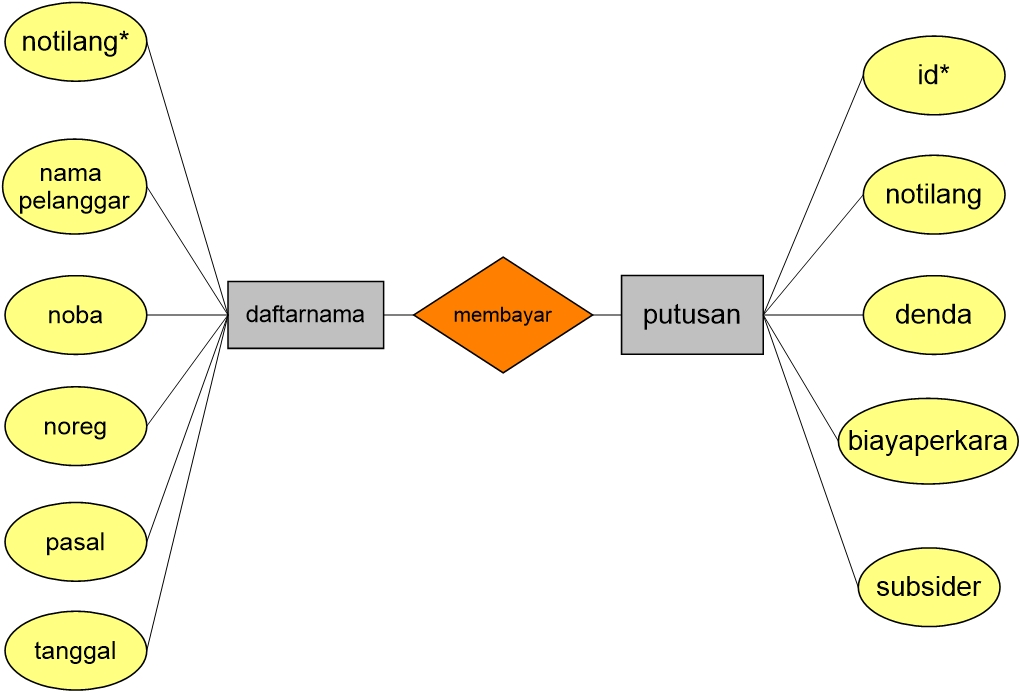 notilang*
nama
pelanggar
noba
noreg
pasal
tanggal
daftarnama
membayar
putusan
id*
notilang
denda
biayaperkara
subsider